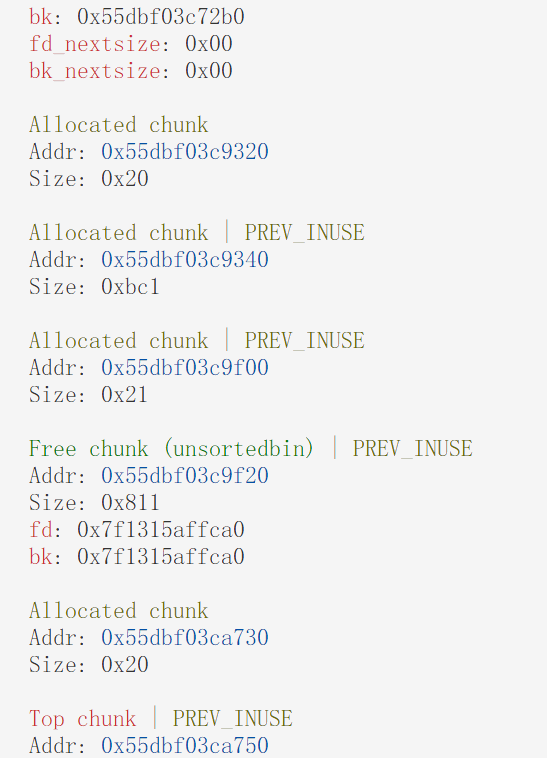 bk: 0x55dbf03c72b0
fd_nextsize: 0x00
bk_nextsize: 0x00
Allocated chunk
Addr: 0x55dbf03c9320
Size: 0x20
Allocated chunk | PREV_INUSE
Addr: 0x55dbf03c9340
Size: 0xbc1
Allocated chunk | PREV_INUSE
Addr: 0x55dbf03c9f00
Size: 0x21
Free chunk (unsortedbin) | PREV_INUSE
Addr: 0x55dbf03c9f20
Size: 0x811
fd: 0x7f1315affca0
bk: 0x7f1315affca0
Allocated chunk
Addr: 0x55dbf03ca730
Size: 0x20
Top chunk | PREV_INUSE
Addr: 0x55dbf03ca750